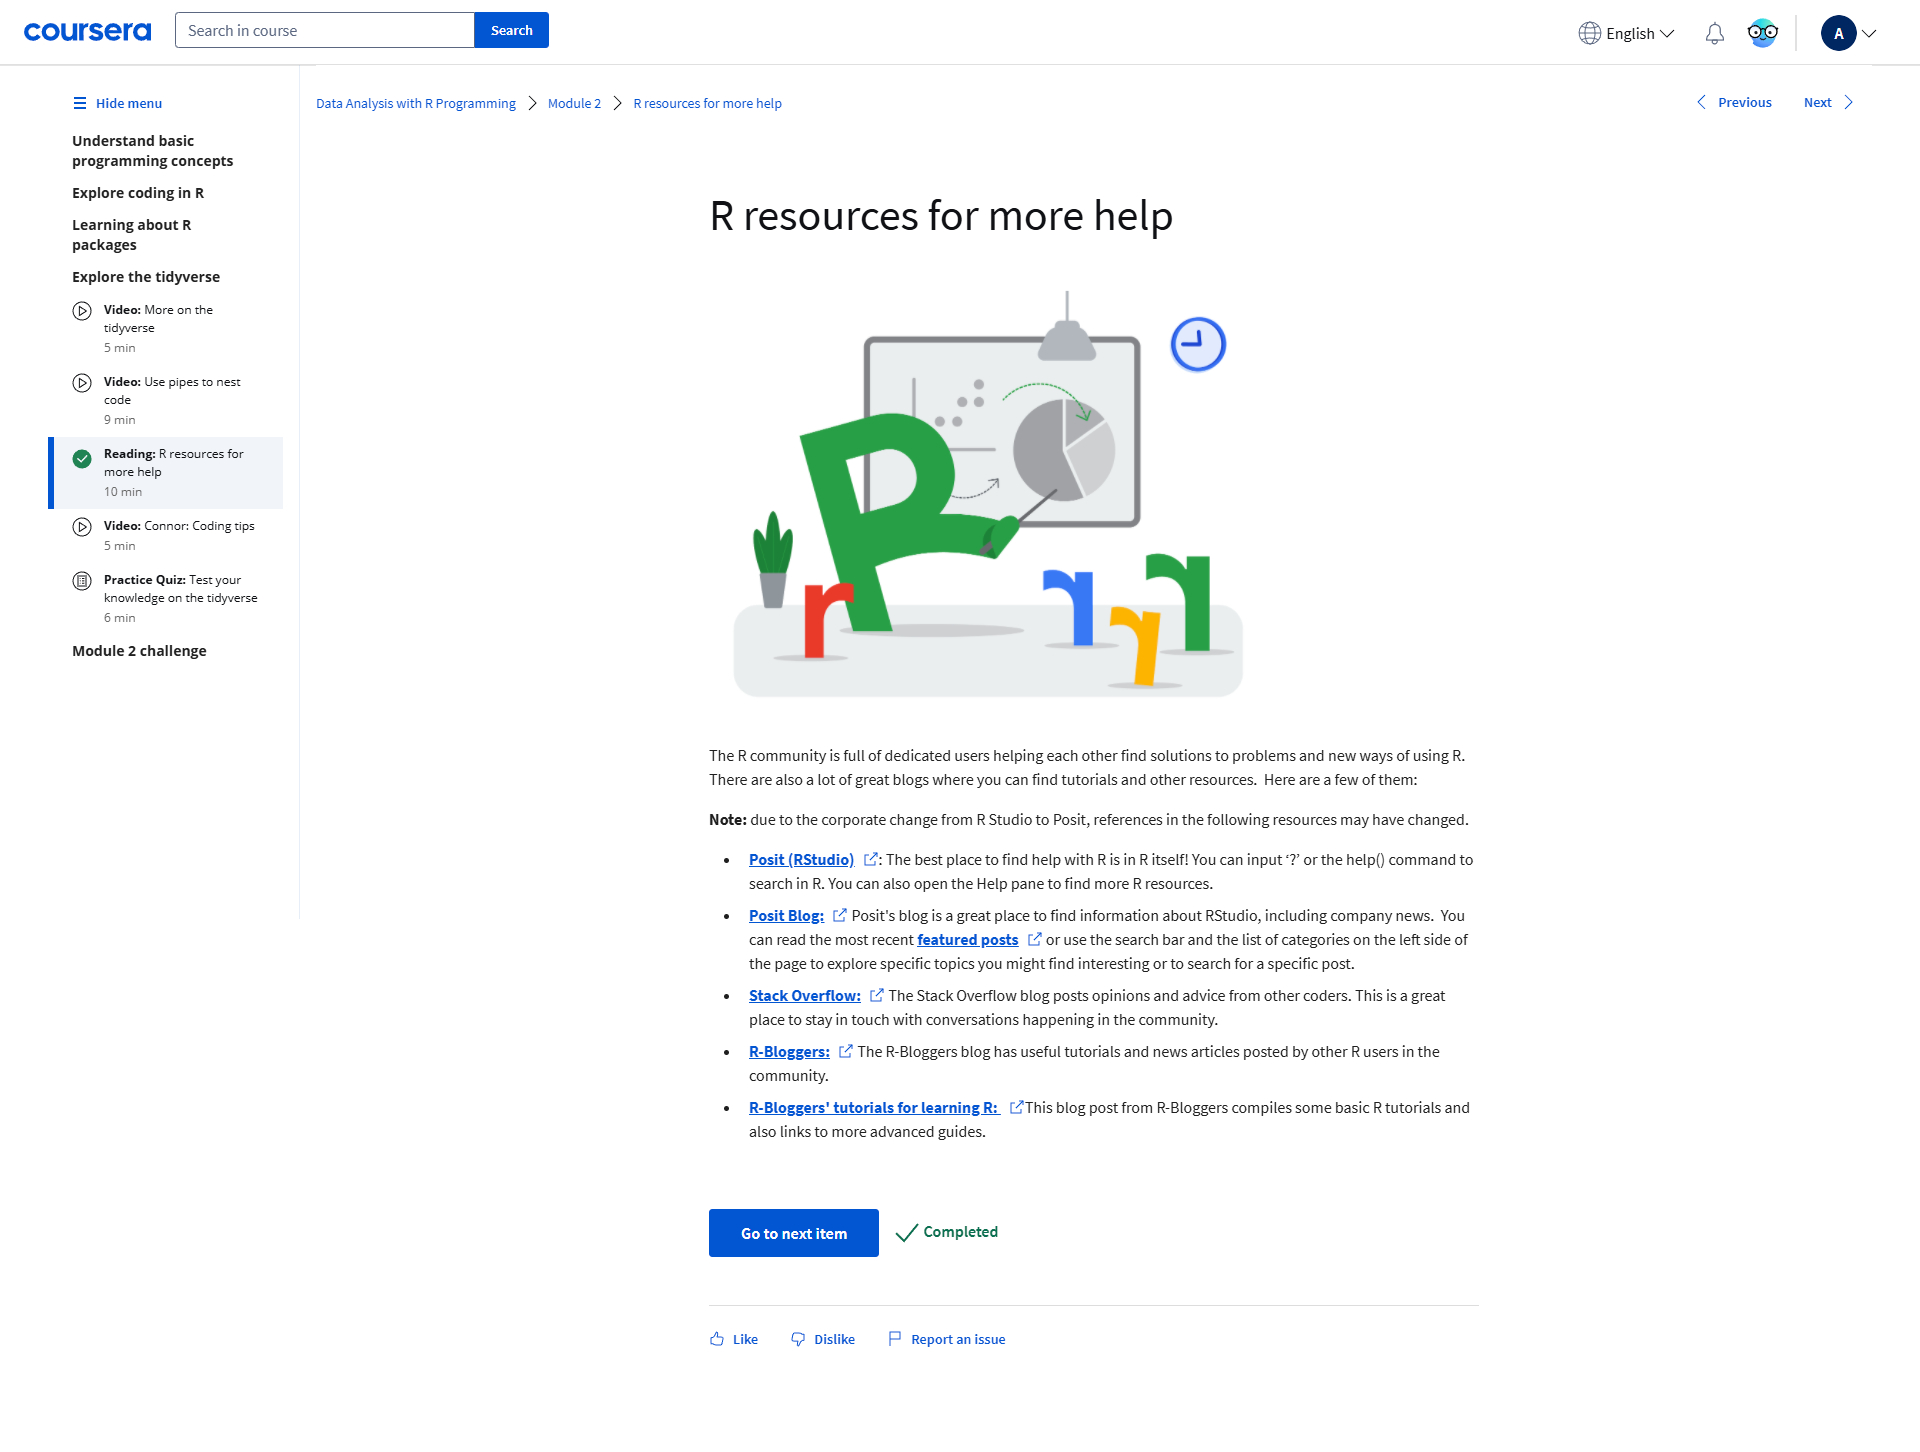 coursera
Search in course
Search
English
A
Hide menu
Understand basic
programming concepts
Explore coding in R
Learning about R
packages
Explore the tidyverse
Video: More on the
tidyverse
5 min
Video: Use pipes to nest
code
9 min
Reading: R resources for
more help
10 min
Video: Connor: Coding tips
5 min
Practice Quiz: Test your
knowledge on the tidyverse
6 min
Module 2 challenge
Data Analysis with R Programming > Module 2 > R resources for more help
Previous
Next
R resources for more help
R
r
r
r
r
The R community is full of dedicated users helping each other find solutions to problems and new ways of using R.
There are also a lot of great blogs where you can find tutorials and other resources.  Here are a few of them:
Note: due to the corporate change from R Studio to Posit, references in the following resources may have changed.
Posit (RStudio) : The best place to find help with R is in R itself! You can input ‘?’ or the help() command to
search in R. You can also open the Help pane to find more R resources.
Posit Blog: Posit's blog is a great place to find information about RStudio, including company news.  You
can read the most recent featured posts or use the search bar and the list of categories on the left side of
the page to explore specific topics you might find interesting or to search for a specific post.
Stack Overflow: The Stack Overflow blog posts opinions and advice from other coders. This is a great
place to stay in touch with conversations happening in the community.
R-Bloggers: The R-Bloggers blog has useful tutorials and news articles posted by other R users in the
community.
R-Bloggers' tutorials for learning R: This blog post from R-Bloggers compiles some basic R tutorials and
also links to more advanced guides.
Go to next item
Completed
Like
Dislike
Report an issue